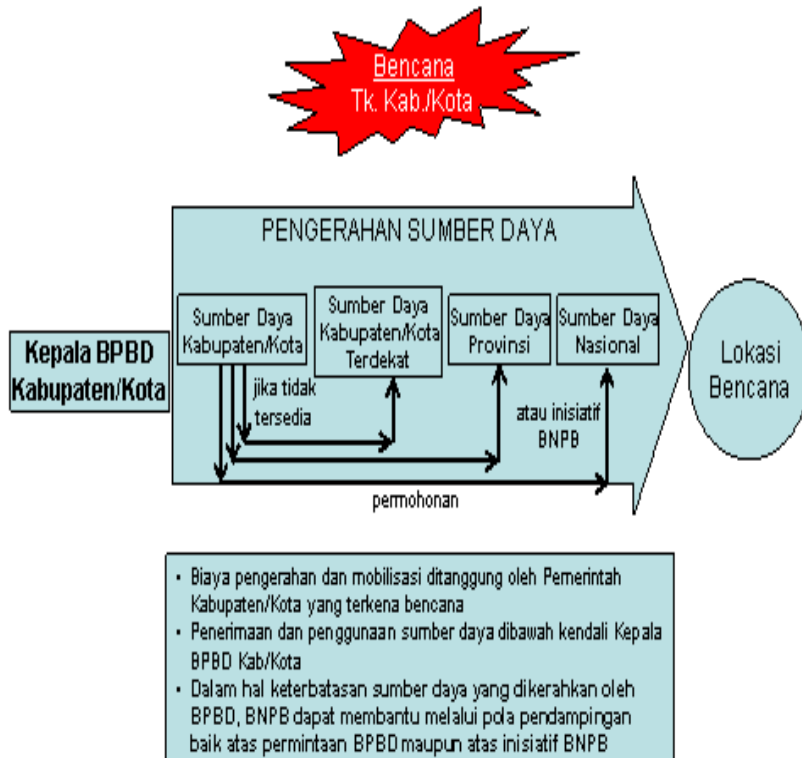 Bencana
Tk. Kab./Kota
PENGERAHAN SUMBER DAYA
Kepala BPBD
Kabupaten/Kota
Sumber Daya
Kabupaten/Kota
Sumber Daya
Kabupaten/Kota
Terdekat
Sumber Daya
Provinsi
Sumber Daya
Nasional
Lokasi
Bencana
jika tidak
tersedia
atau inisiatif
BNPB
permohonan
• Biaya pengerahan dan mobilisasi ditanggung oleh Pemerintah
Kabupaten/Kota yang terkena bencana
• Penerimaan dan penggunaan sumber daya dibawah kendali Kepala
BPBD Kab/Kota
• Dalam hal keterbatasan sumber daya yang dikerahkan oleh
BPBD, BNPB dapat membantu melalui pola pendampingan
baik atas permintaan BPBD maupun atas inisiatif BNPB